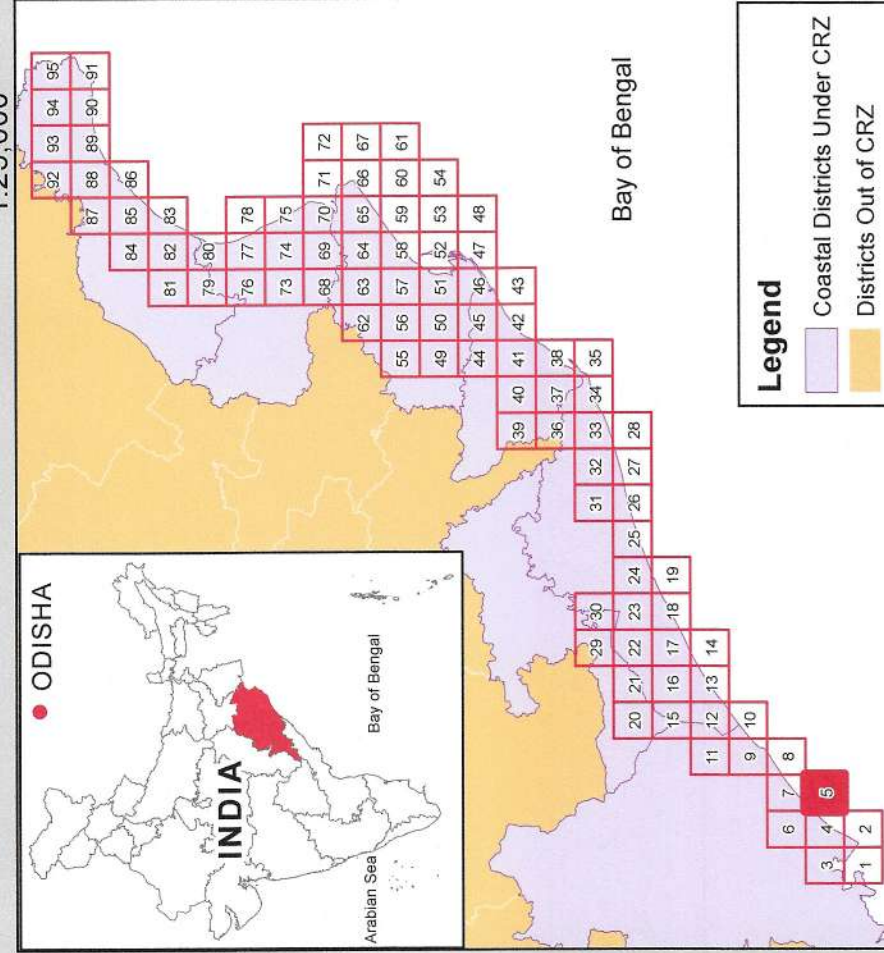 1:25,000
ODISHA
INDIA
Arabian Sea
Bay of Bengal
92 93 94 95
87 88 89 90 91
84 85 86
81 82 83
79 80
76 77 78
73 74 75
68 69 70 71 72
62 63 64 65 66 67
55 56 57 58 59 60 61
49 50 51 52 53 54
44 45 46 47 48
39 40 41 42 43
36 37 38
29 30 31 32 33 34 35
20 21 22 23 24 25 26 27 28
15 16 17 18 19
11 12 13 14
9 10
6 7 8
3 4 5
1 2
Bay of Bengal
Legend
Coastal Districts Under CRZ
Districts Out of CRZ